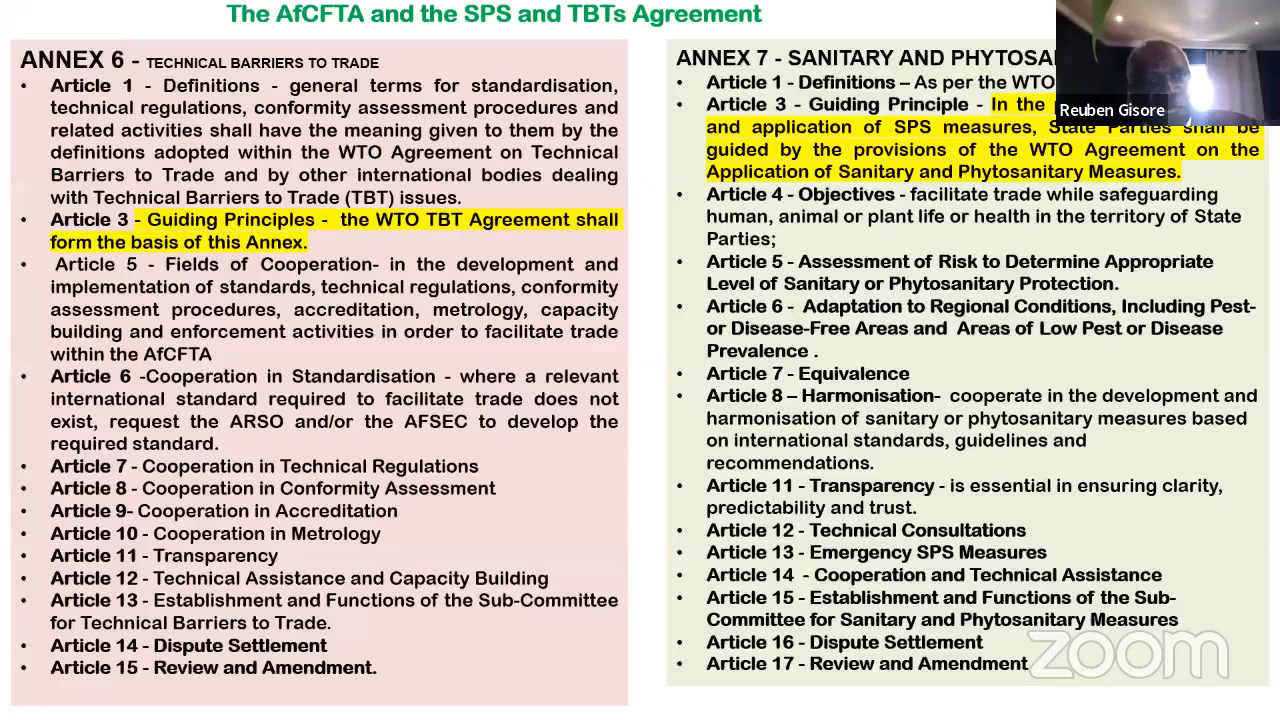 The AfCFTA and the SPS and TBTs Agreement
ANNEX 6 - TECHNICAL BARRIERS TO TRADE
• Article 1 - Definitions - general terms for standardisation,
technical regulations, conformity assessment procedures and
related activities shall have the meaning given to them by the
definitions adopted within the WTO Agreement on Technical
Barriers to Trade and by other international bodies dealing
with Technical Barriers to Trade (TBT) issues.
• Article 3 - Guiding Principles - the WTO TBT Agreement shall
form the basis of this Annex.
• Article 5 - Fields of Cooperation- in the development and
implementation of standards, technical regulations, conformity
assessment procedures, accreditation, metrology, capacity
building and enforcement activities in order to facilitate trade
within the AfCFTA
• Article 6 -Cooperation in Standardisation - where a relevant
international standard required to facilitate trade does not
exist, request the ARSO and/or the AFSEC to develop the
required standard.
• Article 7 - Cooperation in Technical Regulations
• Article 8 - Cooperation in Conformity Assessment
• Article 9- Cooperation in Accreditation
• Article 10 - Cooperation in Metrology
• Article 11 - Transparency
• Article 12 - Technical Assistance and Capacity Building
• Article 13 - Establishment and Functions of the Sub-Committee
for Technical Barriers to Trade.
• Article 14 - Dispute Settlement
• Article 15 - Review and Amendment.
ANNEX 7 - SANITARY AND
• Article 1 - Definitions – As per the WTO
• Article 3 - Guiding Principle - In the
and application of SPS measures, State Parties shall be
guided by the provisions of the WTO Agreement on the
Application of Sanitary and Phytosanitary Measures.
• Article 4 - Objectives - facilitate trade while safeguarding
human, animal or plant life or health in the territory of State
Parties;
• Article 5 - Assessment of Risk to Determine Appropriate
Level of Sanitary or Phytosanitary Protection.
• Article 6 - Adaptation to Regional Conditions, Including Pest-
or Disease-Free Areas and Areas of Low Pest or Disease
Prevalence .
• Article 7 - Equivalence
• Article 8 – Harmonisation- cooperate in the development and
harmonisation of sanitary or phytosanitary measures based
on international standards, guidelines and
recommendations.
• Article 11 - Transparency - is essential in ensuring clarity,
predictability and trust.
• Article 12 - Technical Consultations
• Article 13 - Emergency SPS Measures
• Article 14 - Cooperation and Technical Assistance
• Article 15 - Establishment and Functions of the Sub-
Committee for Sanitary and Phytosanitary Measures
• Article 16 - Dispute Settlement
• Article 17 - Review and Amendment
Reuben Gisore
zoom